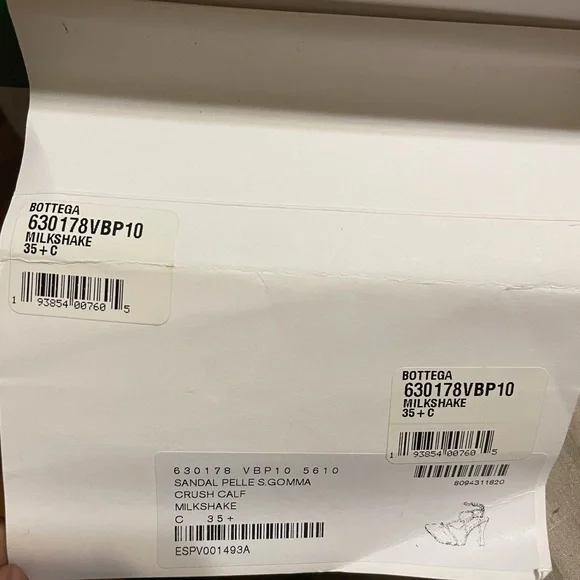 BOTTEGA
630178VBP10
MILKSHAKE
35+C
1 93854 00760 5
BOTTEGA
630178VBP10
MILKSHAKE
35+C
1 93854 00760 5
630178 VBP10 5610
SANDAL PELLE S.GOMMA
CRUSH CALF
MILKSHAKE
C 35+
ESPV001493A
8094311820